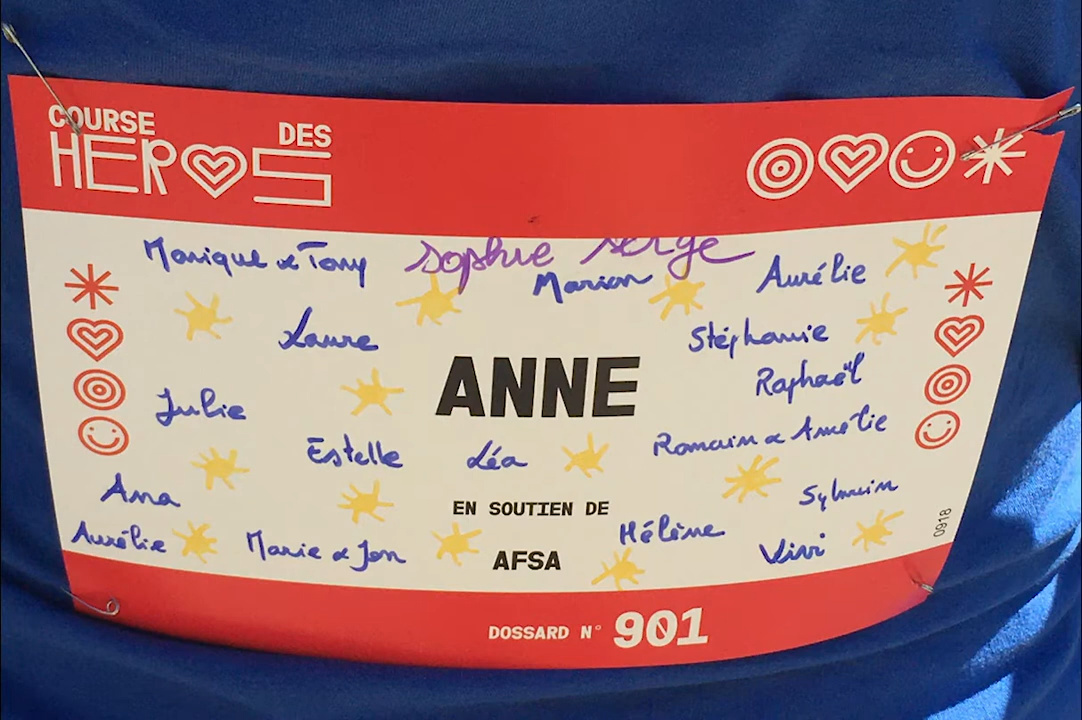 COURSE DES
HEROS
Monique & Tony
Sophie Serge
Marion
Aurélie
Laure
Stéphanie
ANNE
Raphaël
Julie
Romain & Amélie
Estelle
Léa
Ana
Sylvain
EN SOUTIEN DE
0918
Aurélie
Marie & Jon
Hélène
Vivi
AFSA
DOSSARD N° 901